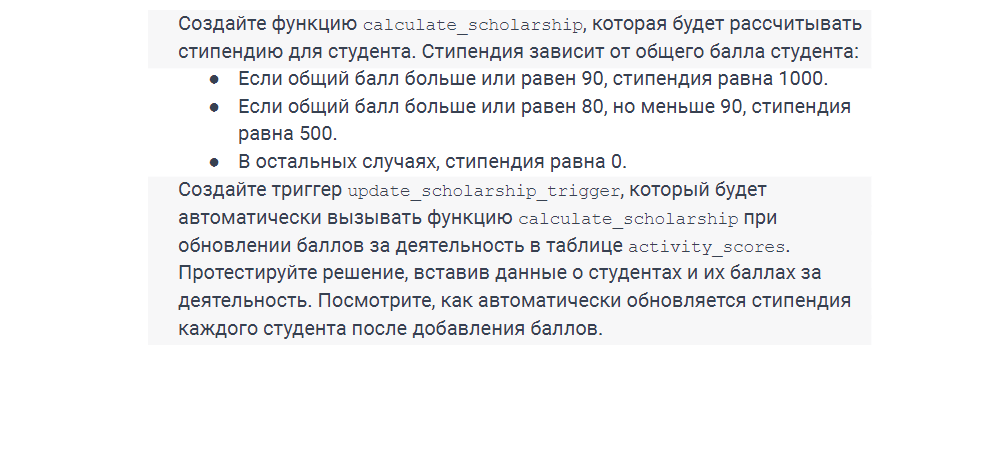 Создайте функцию calculate_scholarship, которая будет рассчитывать
стипендию для студента. Стипендия зависит от общего балла студента:
● Если общий балл больше или равен 90, стипендия равна 1000.
● Если общий балл больше или равен 80, но меньше 90, стипендия
равна 500.
● В остальных случаях, стипендия равна 0.
Создайте триггер update_scholarship_trigger, который будет
автоматически вызывать функцию calculate_scholarship при
обновлении баллов за деятельность в таблице activity_scores.
Протестируйте решение, вставив данные о студентах и их баллах за
деятельность. Посмотрите, как автоматически обновляется стипендия
каждого студента после добавления баллов.